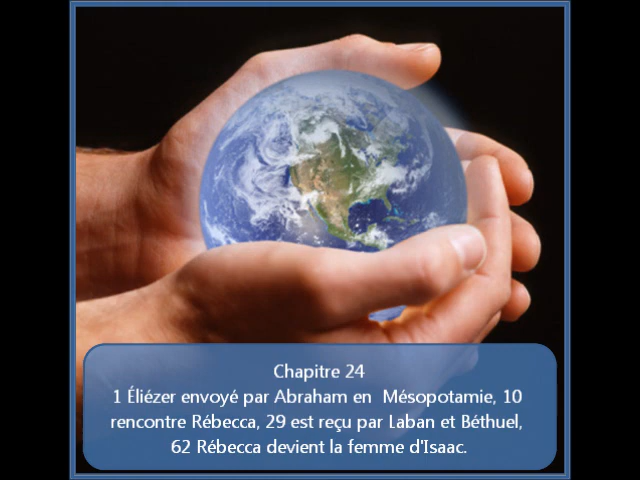 Chapitre 24
1 Éliézer envoyé par Abraham en  Mésopotamie, 10
rencontre Rébecca, 29 est reçu par Laban et Béthuel,
62 Rébecca devient la femme d'Isaac.